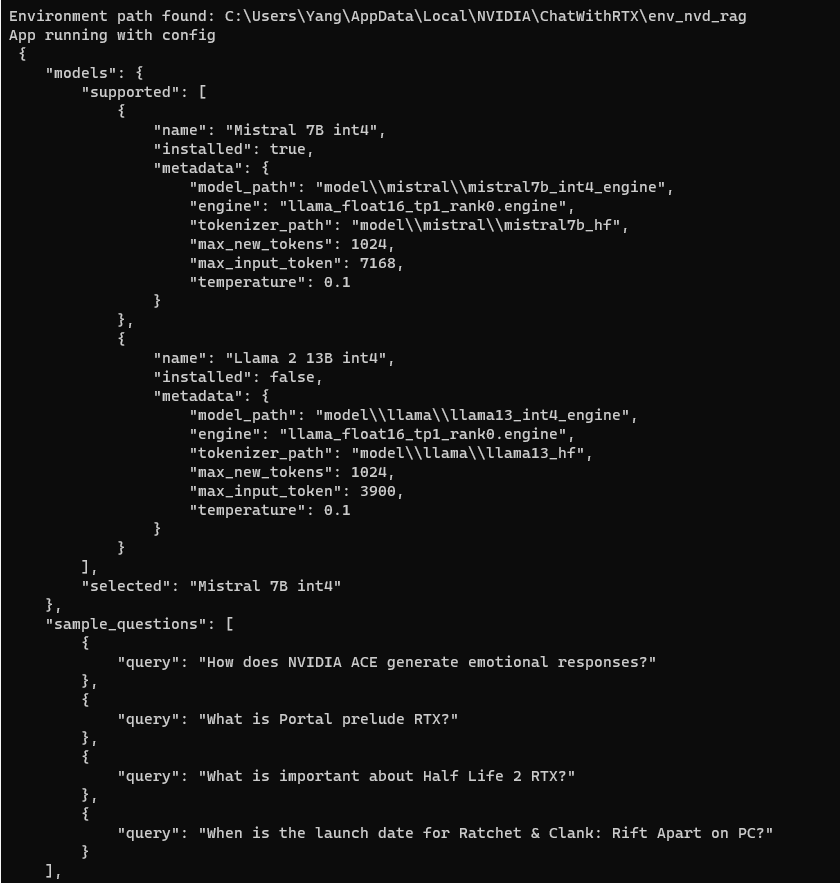 Environment path found: C:\Users\Yang\AppData\Local\NVIDIA\ChatWithRTX\env_nvd_rag
App running with config
 {
    "models": {
        "supported": [
            {
                "name": "Mistral 7B int4",
                "installed": true,
                "metadata": {
                    "model_path": "model\\mistral\\mistral7b_int4_engine",
                    "engine": "llama_float16_tp1_rank0.engine",
                    "tokenizer_path": "model\\mistral\\mistral7b_hf",
                    "max_new_tokens": 1024,
                    "max_input_token": 7168,
                    "temperature": 0.1
                }
            },
            {
                "name": "Llama 2 13B int4",
                "installed": false,
                "metadata": {
                    "model_path": "model\\llama\\llama13_int4_engine",
                    "engine": "llama_float16_tp1_rank0.engine",
                    "tokenizer_path": "model\\llama\\llama13_hf",
                    "max_new_tokens": 1024,
                    "max_input_token": 3900,
                    "temperature": 0.1
                }
            }
        ],
        "selected": "Mistral 7B int4"
    },
    "sample_questions": [
        {
            "query": "How does NVIDIA ACE generate emotional responses?"
        },
        {
            "query": "What is Portal prelude RTX?"
        },
        {
            "query": "What is important about Half Life 2 RTX?"
        },
        {
            "query": "When is the launch date for Ratchet & Clank: Rift Apart on PC?"
        }
    ],